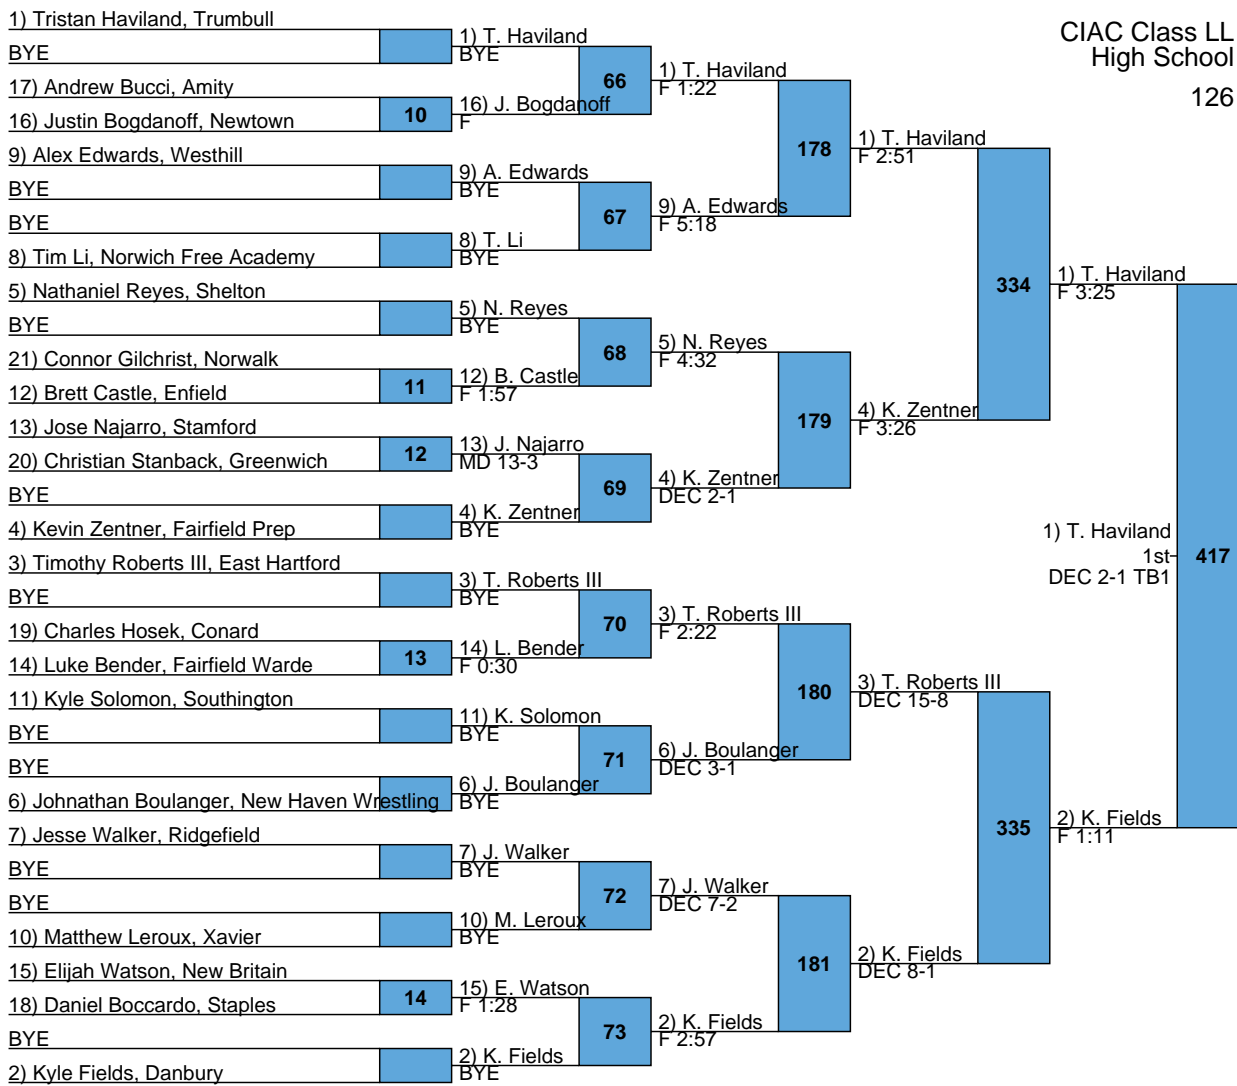 CIAC Class LL
High School
126
1) Tristan Haviland, Trumbull
BYE
17) Andrew Bucci, Amity
16) Justin Bogdanoff, Newtown
9) Alex Edwards, Westhill
BYE
BYE
8) Tim Li, Norwich Free Academy
5) Nathaniel Reyes, Shelton
BYE
21) Connor Gilchrist, Norwalk
12) Brett Castle, Enfield
13) Jose Najarro, Stamford
20) Christian Stanback, Greenwich
BYE
4) Kevin Zentner, Fairfield Prep
3) Timothy Roberts III, East Hartford
BYE
19) Charles Hosek, Conard
14) Luke Bender, Fairfield Warde
11) Kyle Solomon, Southington
BYE
BYE
6) Johnathan Boulanger, New Haven Wrestling
7) Jesse Walker, Ridgefield
BYE
BYE
10) Matthew Leroux, Xavier
15) Elijah Watson, New Britain
18) Daniel Boccardo, Staples
BYE
2) Kyle Fields, Danbury
10
11
12
13
14
1) T. Haviland
BYE
16) J. Bogdanoff
F
9) A. Edwards
BYE
8) T. Li
BYE
5) N. Reyes
BYE
12) B. Castle
F 1:57
13) J. Najarro
MD 13-3
4) K. Zentner
BYE
3) T. Roberts III
BYE
14) L. Bender
F 0:30
11) K. Solomon
BYE
6) J. Boulanger
BYE
7) J. Walker
BYE
10) M. Leroux
BYE
15) E. Watson
F 1:28
2) K. Fields
BYE
66
67
68
69
70
71
72
73
1) T. Haviland
F 1:22
9) A. Edwards
F 5:18
5) N. Reyes
F 4:32
4) K. Zentner
DEC 2-1
3) T. Roberts III
F 2:22
6) J. Boulanger
DEC 3-1
7) J. Walker
DEC 7-2
2) K. Fields
F 2:57
178
179
180
181
1) T. Haviland
F 2:51
4) K. Zentner
F 3:26
3) T. Roberts III
DEC 15-8
2) K. Fields
DEC 8-1
334
335
1) T. Haviland
F 3:25
2) K. Fields
F 1:11
417
1) T. Haviland
1st
DEC 2-1 TB1